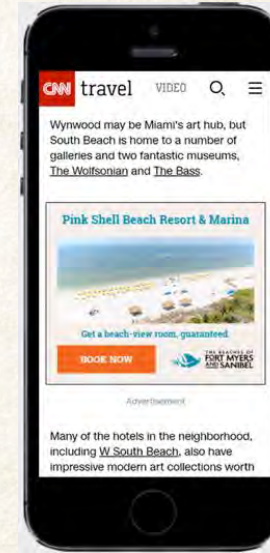 CNN travel VIDEO
Wynwood may be Miami's art hub, but
South Beach is home to a number of
galleries and two fantastic museums,
The Wolfsonian and The Bass.
Pink Shell Beach Resort & Marina
Get a beach-view room, guaranteed.
BOOK NOW
THE BEACHES OF
FORT MYERS
AND SANIBEL
Advertisement
Many of the hotels in the neighborhood,
including W South Beach, also have
impressive modern art collections worth